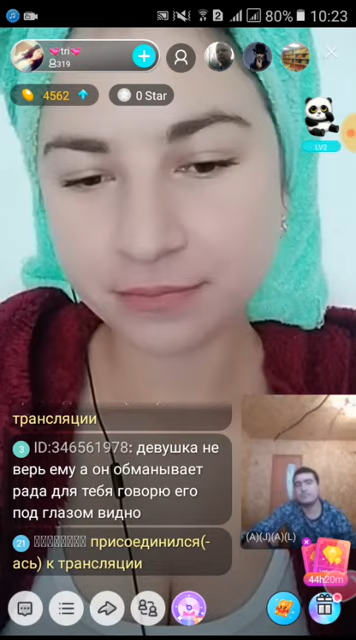 80% 10:23
💗tri💗
319
4562 ↑
0 Star
LV2
трансляции
3 ID:346561978: девушка не
верь ему а он обманывает
рада для тебя говорю его
под глазом видно
21 присоединился(-
ась) к трансляции
(A)(J)(A)(L)
44h20m